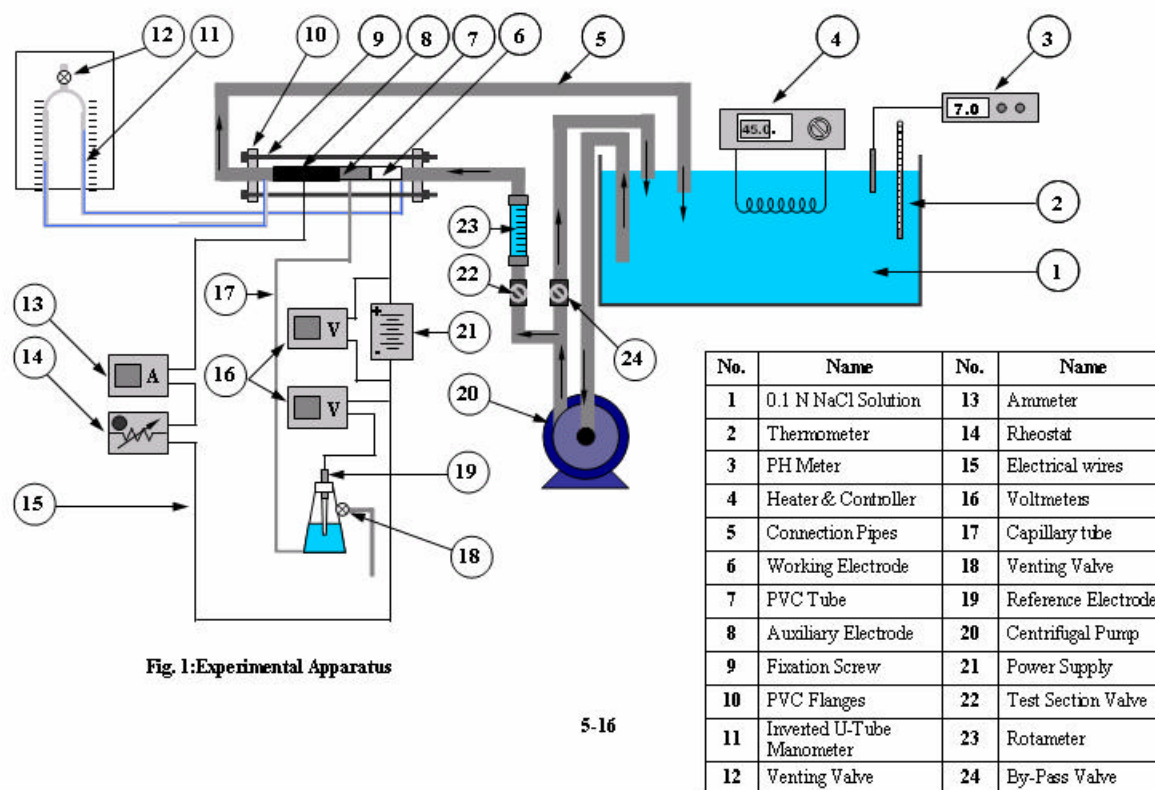 12 11 10 9 8 7 6 5 4 3
45.0.
7.0
2
23
1
22
17
13
+
V
21
-
A
16
24
14
V
20
19
15
18
Fig. 1:Experimental Apparatus
5-16
No. Name No. Name
1 0.1 N NaCl Solution 13 Ammeter
2 Thermometer 14 Rheostat
3 PH Meter 15 Electrical wires
4 Heater & Controller 16 Voltmeters
5 Connection Pipes 17 Capillary tube
6 Working Electrode 18 Venting Valve
7 PVC Tube 19 Reference Electrode
8 Auxiliary Electrode 20 Centrifugal Pump
9 Fixation Screw 21 Power Supply
10 PVC Flanges 22 Test Section Valve
11 Inverted U-Tube
Manometer 23 Rotameter
12 Venting Valve 24 By-Pass Valve